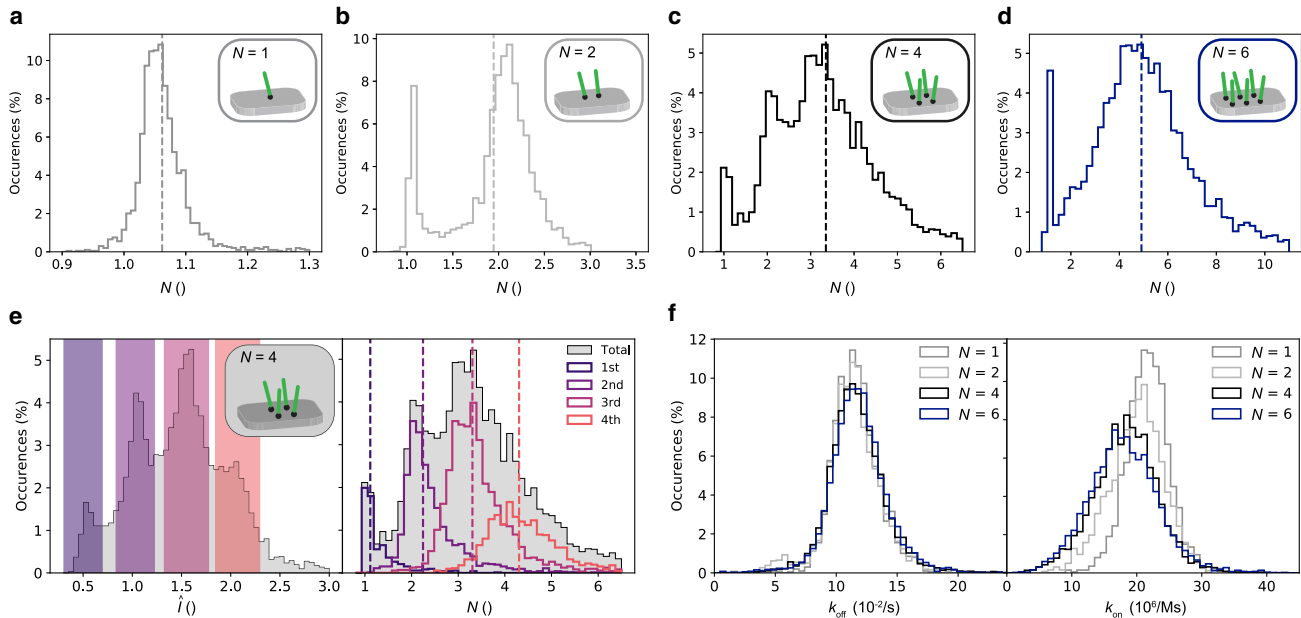 a
b
c
d
N = 1
N = 2
N = 4
N = 6
Occurences (%)
10
8
6
4
2
0
0.9
1.0
1.1
1.2
1.3
N ()
Occurences (%)
10
8
6
4
2
0
1.0
1.5
2.0
2.5
3.0
3.5
N ()
Occurences (%)
5
4
3
2
1
0
1
2
3
4
5
6
N ()
Occurences (%)
5
4
3
2
1
0
2
4
6
8
10
N ()
e
f
Occurences (%)
5
4
3
2
1
0
N = 4
0.5
1.0
1.5
2.0
2.5
3.0
Î ()
Total
1st
2nd
3rd
4th
1
2
3
4
5
6
N ()
Occurences (%)
12
10
8
6
4
2
0
N = 1
N = 2
N = 4
N = 6
0
5
10
15
20
koff (10-2/s)
N = 1
N = 2
N = 4
N = 6
10
20
30
40
kon (106/Ms)